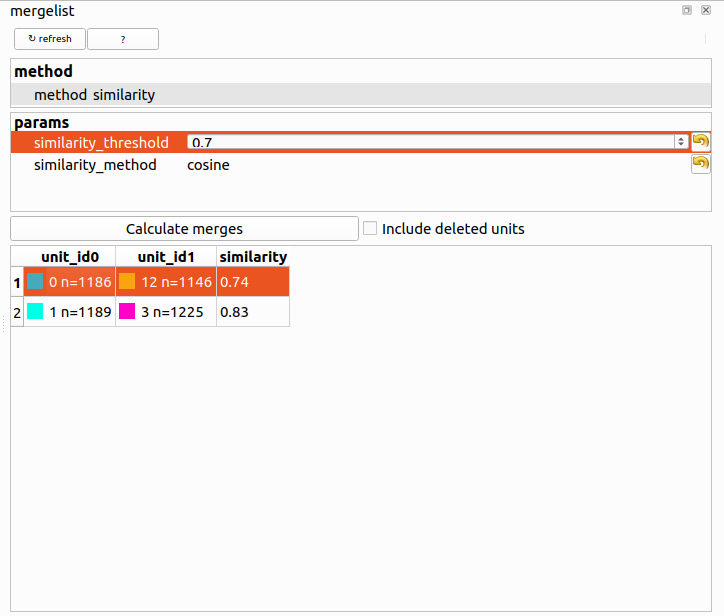 mergelist
↻ refresh ?
method
method similarity
params
similarity_threshold 0.7
similarity_method cosine
Calculate merges Include deleted units
unit_id0 unit_id1 similarity
1 0 n=1186 12 n=1146 0.74
2 1 n=1189 3 n=1225 0.83